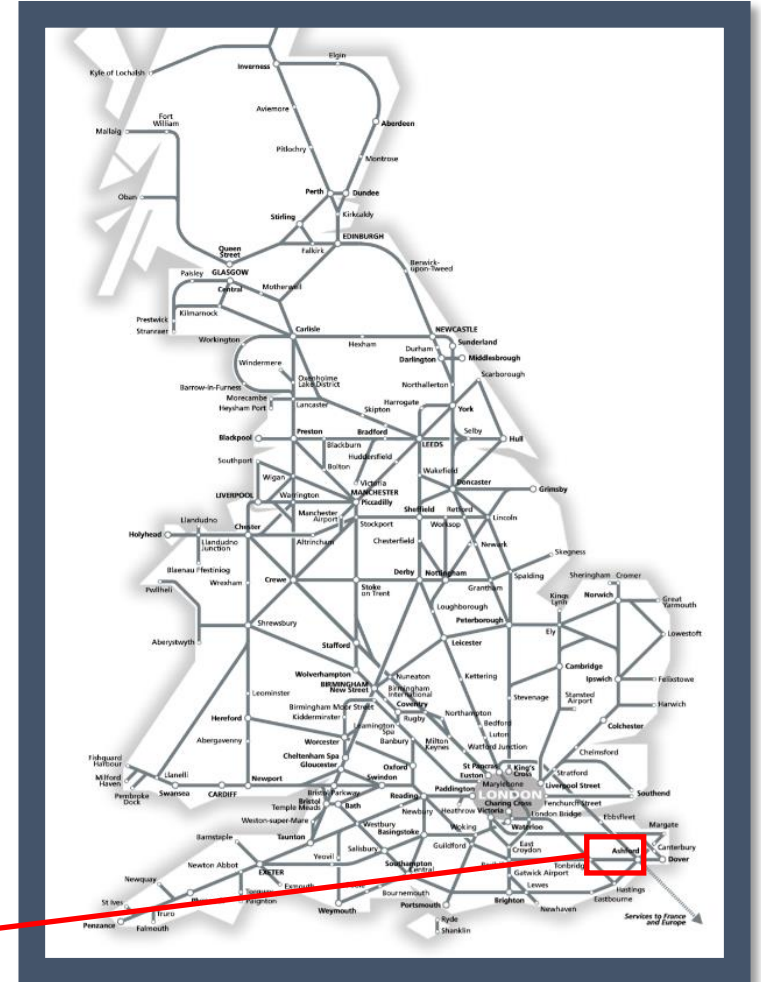 Elgin
Inverness
Kyle of Lochalsh
Aviemore
Fort
William
Aberdeen
Mallaig
Pitlochry
Montrose
Perth
Dundee
Oban
Stirling
Kirkcaldy
EDINBURGH
Queen
Street
Falkirk
Berwick-
upon-Tweed
Paisley
GLASGOW
Central
Motherwell
Prestwick
Kilmarnock
Stranraer
Carlisle
NEWCASTLE
Workington
Hexham
Durham
Sunderland
Windermere
Darlington
Middlesbrough
Oxenholme
Lake District
Scarborough
Barrow-in-Furness
Northallerton
Morecambe
Heysham Port
Lancaster
Harrogate
York
Skipton
Blackpool
Preston
Bradford
LEEDS
Selby
Hull
Blackburn
Southport
Huddersfield
Bolton
Wakefield
Wigan
Victoria
Doncaster
MANCHESTER
Piccadilly
Grimsby
LIVERPOOL
Warrington
Sheffield
Retford
Manchester
Airport
Lincoln
Llandudno
Chester
Stockport
Worksop
Holyhead
Llandudno
Junction
Altrincham
Chesterfield
Newark
Skegness
Blaenau Ffestiniog
Derby
Nottingham
Wrexham
Crewe
Stoke
on Trent
Grantham
Spalding
Sheringham
Cromer
Pwllheli
Kings
Lynn
Norwich
Great
Yarmouth
Loughborough
Peterborough
Shrewsbury
Ely
Lowestoft
Aberystwyth
Stafford
Leicester
Wolverhampton
Cambridge
BIRMINGHAM
New Street
Nuneaton
Kettering
Ipswich
Felixstowe
Leominster
Birmingham
International
Stevenage
Stansted
Airport
Birmingham Moor Street
Coventry
Harwich
Hereford
Kidderminster
Rugby
Northampton
Bedford
Colchester
Leamington
Spa
Worcester
Luton
Abergavenny
Banbury
Milton
Keynes
Watford Junction
Chelmsford
Cheltenham Spa
Fishguard
Harbour
Gloucester
Oxford
St Pancras
King's
Cross
Stratford
Llanelli
Swindon
Euston
Milford
Haven
Newport
Marylebone
Liverpool Street
Pembroke
Dock
Swansea
CARDIFF
Bristol Parkway
Reading
Paddington
LONDON
Southend
Bristol
Temple Meads
Bath
Charing Cross
Fenchurch Street
Newbury
Heathrow
Victoria
London Bridge
Ebbsfleet
Weston-super-Mare
Westbury
Waterloo
Margate
Barnstaple
Taunton
Basingstoke
Woking
East
Croydon
Salisbury
Guildford
Ashford
Canterbury
Newton Abbot
Yeovil
Southampton
Central
Tonbridge
Dover
EXETER
Gatwick Airport
Newquay
Exmouth
Lewes
Hastings
St Ives
Paignton
Bournemouth
Eastbourne
Truro
Weymouth
Portsmouth
Brighton
Newhaven
Penzance
Falmouth
Ryde
Shanklin
Services to France
and Europe